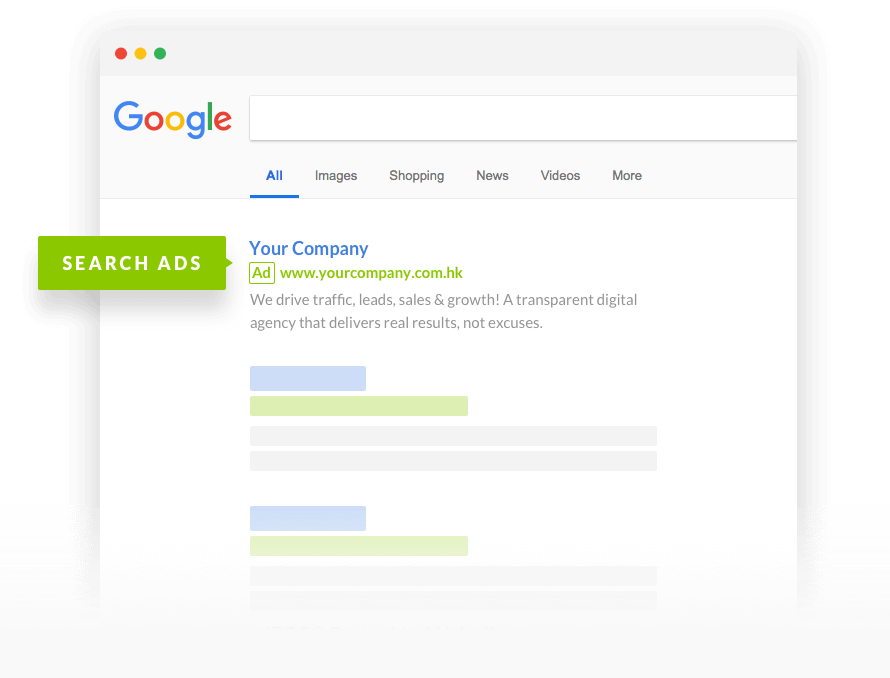 Google
All Images Shopping News Videos More
SEARCH ADS
Your Company
Ad www.yourcompany.com.hk
We drive traffic, leads, sales & growth! A transparent digital
agency that delivers real results, not excuses.